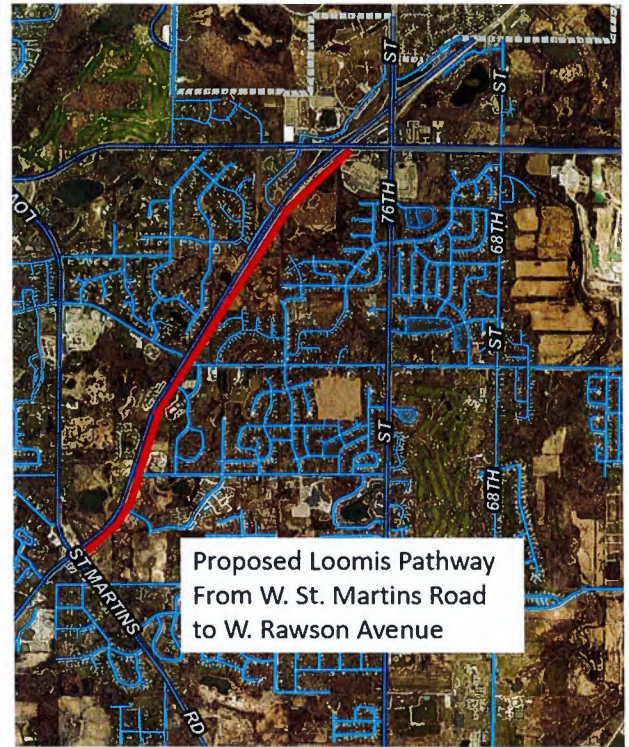 ST
ST
76TH
68TH
LOV
ST
ST
68TH
ST MARTINS
RD
Proposed Loomis Pathway
From W. St. Martins Road
to W. Rawson Avenue